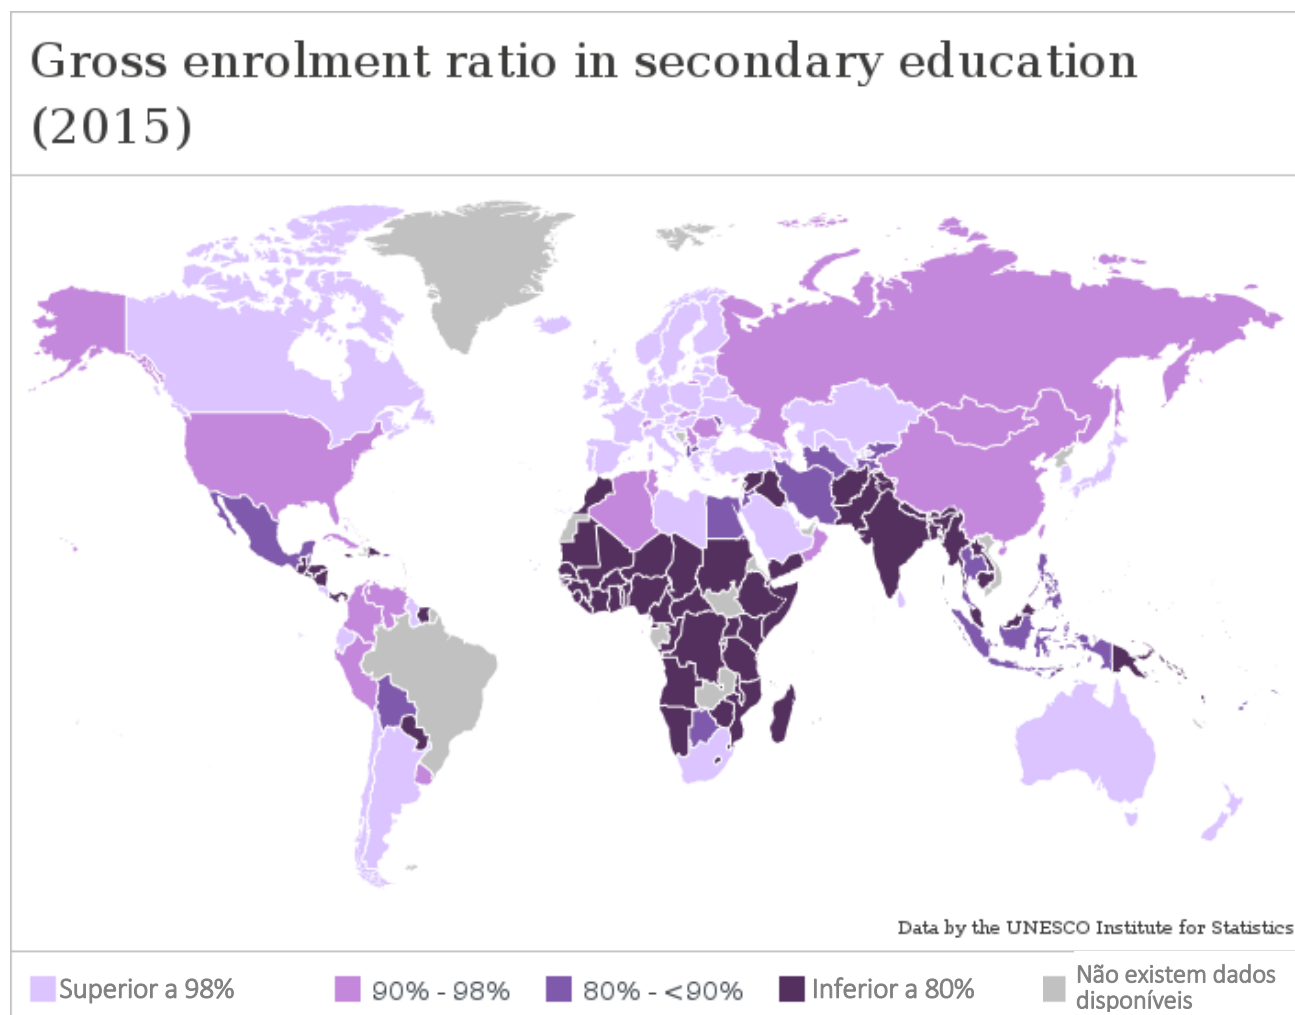 Gross enrolment ratio in secondary education
(2015)
Data by the UNESCO Institute for Statistics
Superior a 98%
90% - 98%
80% - <90%
Inferior a 80%
Não existem dados
disponíveis